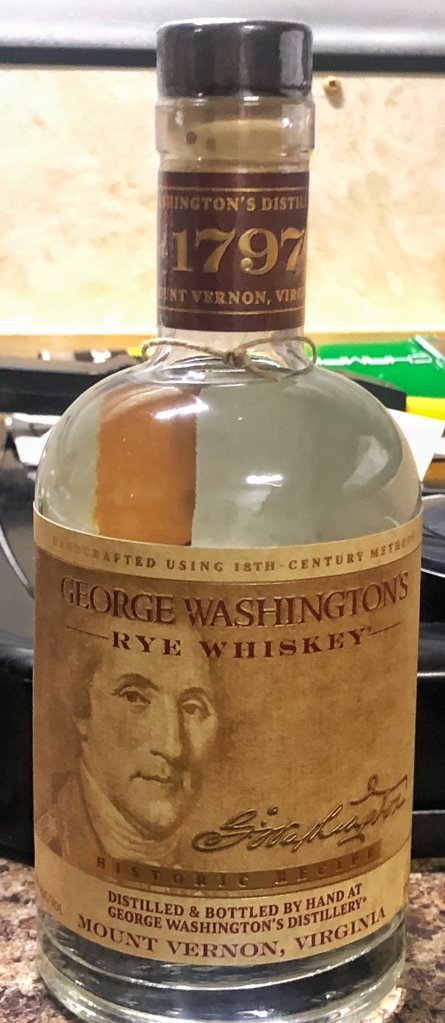 WASHINGTON'S DISTIL
1797
NT VERNON, VIRG
HANDCRAFTED USING 18TH-CENTURY METHODS
GEORGE WASHINGTON'S
RYE WHISKEY
HISTORIC RECIPE
DISTILLED & BOTTLED BY HAND AT
GEORGE WASHINGTON'S DISTILLERY®
MOUNT VERNON, VIRGINIA